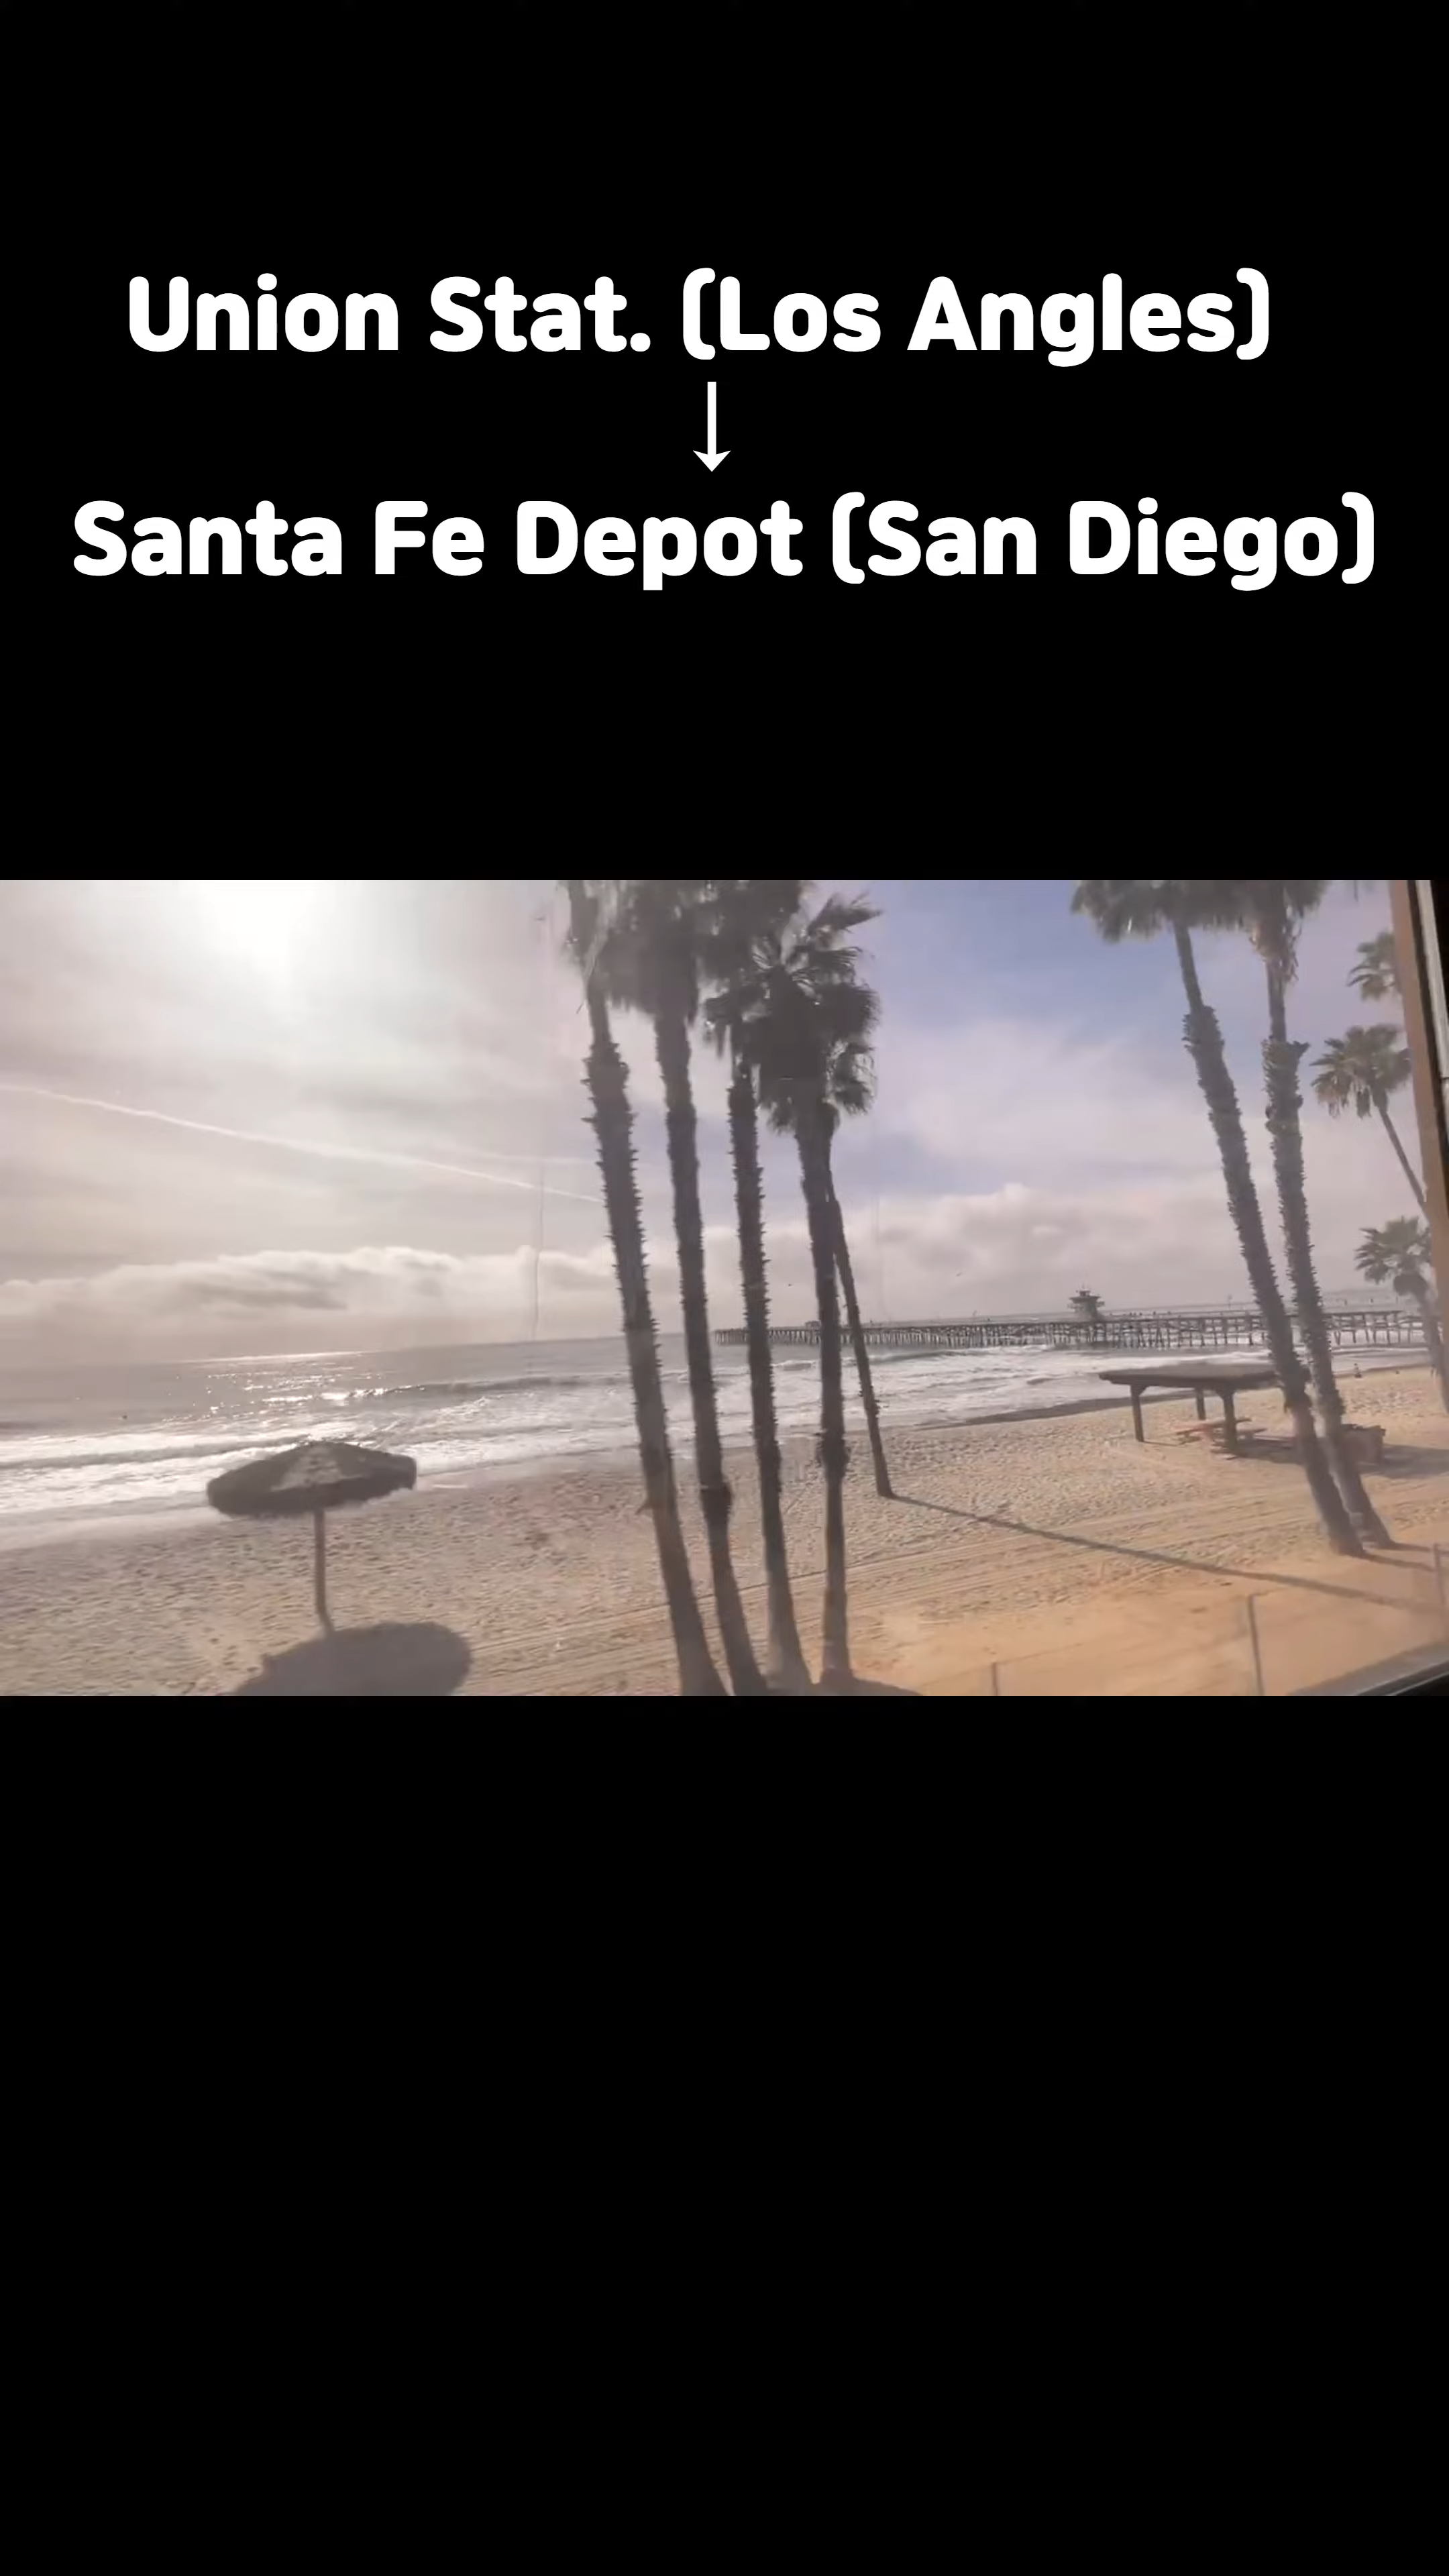 Union Stat. (Los Angles)
↓
Santa Fe Depot (San Diego)